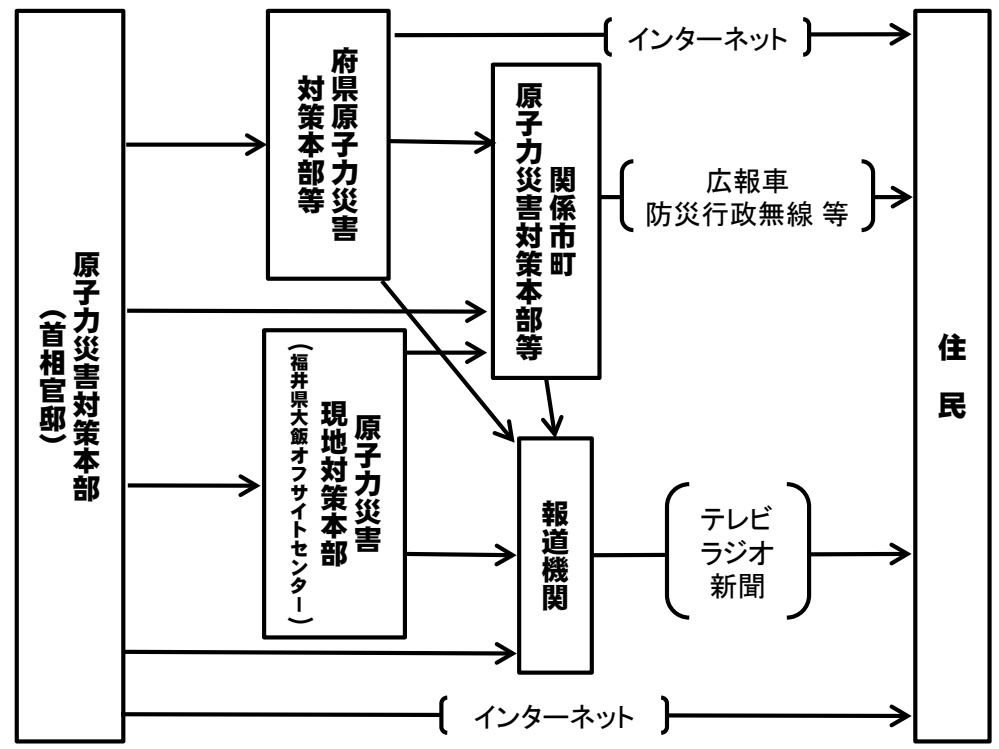 原子力災害対策本部
（首相官邸）
府県原子力災害
対策本部等
関係市町
原子力災害対策本部等
原子力災害
現地対策本部
（福井県大飯オフサイトセンター）
報道機関
インターネット
広報車
防災行政無線 等
テレビ
ラジオ
新聞
インターネット
住民